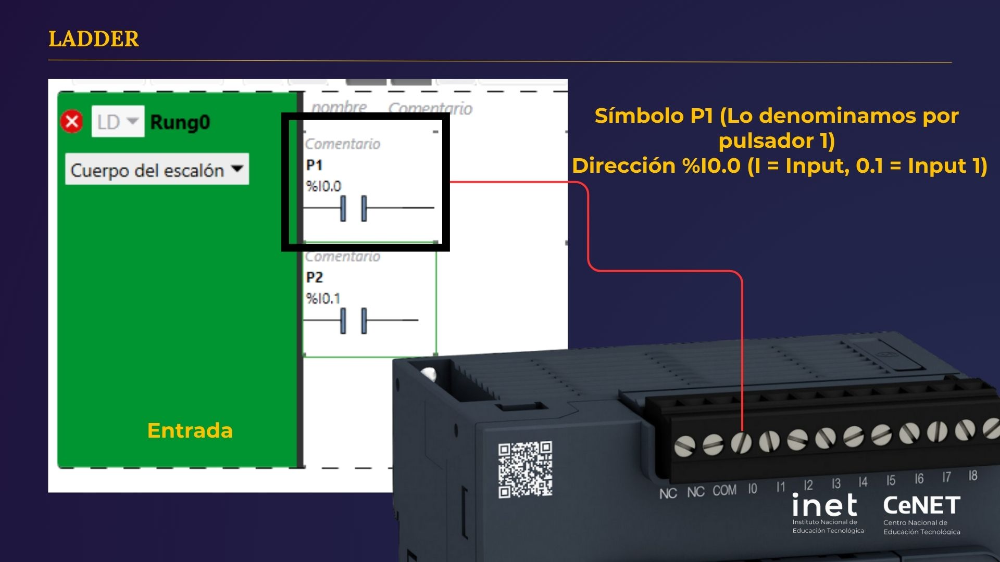 LADDER
LD
Rung0
Cuerpo del escalón
nombre Comentario
Comentario
P1
%I0.0
Comentario
P2
%I0.1
Entrada
Símbolo P1 (Lo denominamos por
pulsador 1)
Dirección %I0.0 (I = Input, 0.1 = Input 1)
NC NC COM I0 I1 I2 I3 I4 I5 I6 I7 I8
inet
Instituto Nacional de
Educación Tecnológica
CeNET
Centro Nacional de
Educación Tecnológica